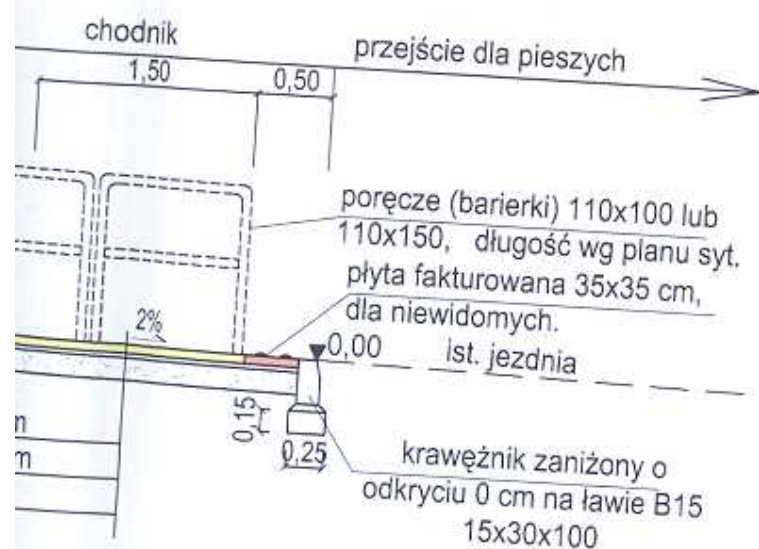 chodnik
przejście dla pieszych
1,50
0,50
poręcze (barierki) 110x100 lub
110x150, długość wg planu syt.
płyta fakturowana 35x35 cm,
dla niewidomych.
2%
0,00
ist. jezdnia
0,15
0,25
m
m
krawężnik zaniżony o
odkryciu 0 cm na ławie B15
15x30x100